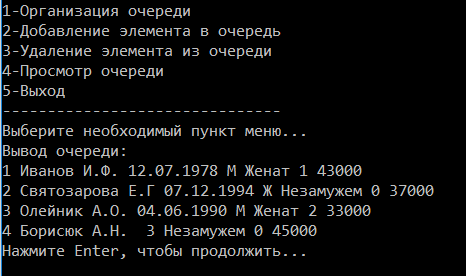 1-Организация очереди
2-Добавление элемента в очередь
3-Удаление элемента из очереди
4-Просмотр очереди
5-Выход
-------------------------------
Выберите необходимый пункт меню...
Вывод очереди:
1 Иванов И.Ф. 12.07.1978 М Женат 1 43000
2 Святозарова Е.Г 07.12.1994 Ж Незамужем 0 37000
3 Олейник А.О. 04.06.1990 М Женат 2 33000
4 Борисюк А.Н.  3 Незамужем 0 45000
Нажмите Enter, чтобы продолжить...